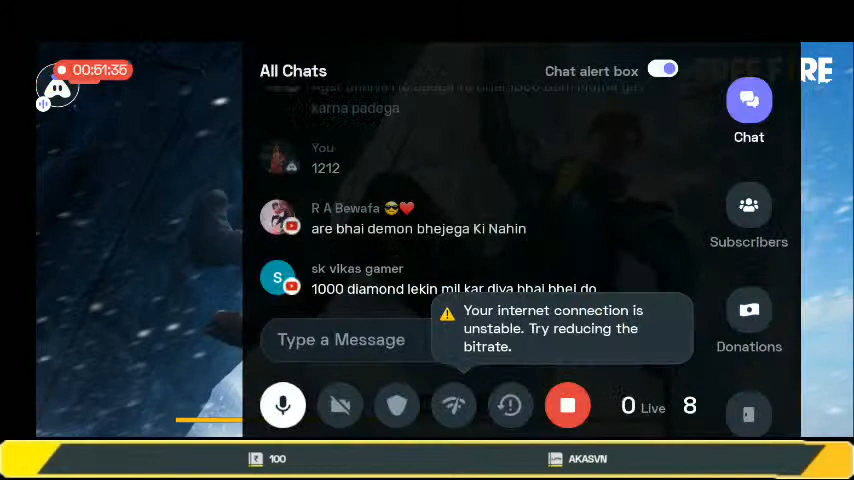 00:51:35
All Chats
Chat alert box
karna padega
You
1212
Chat
R A Bewafa 😎❤️
are bhai demon bhejega Ki Nahin
Subscribers
sk vikas gamer
1000 diamond lekin mil kar diya bhai bhej do
Your internet connection is
unstable. Try reducing the
bitrate.
Type a Message
Donations
0 Live 8
100
AKASVN